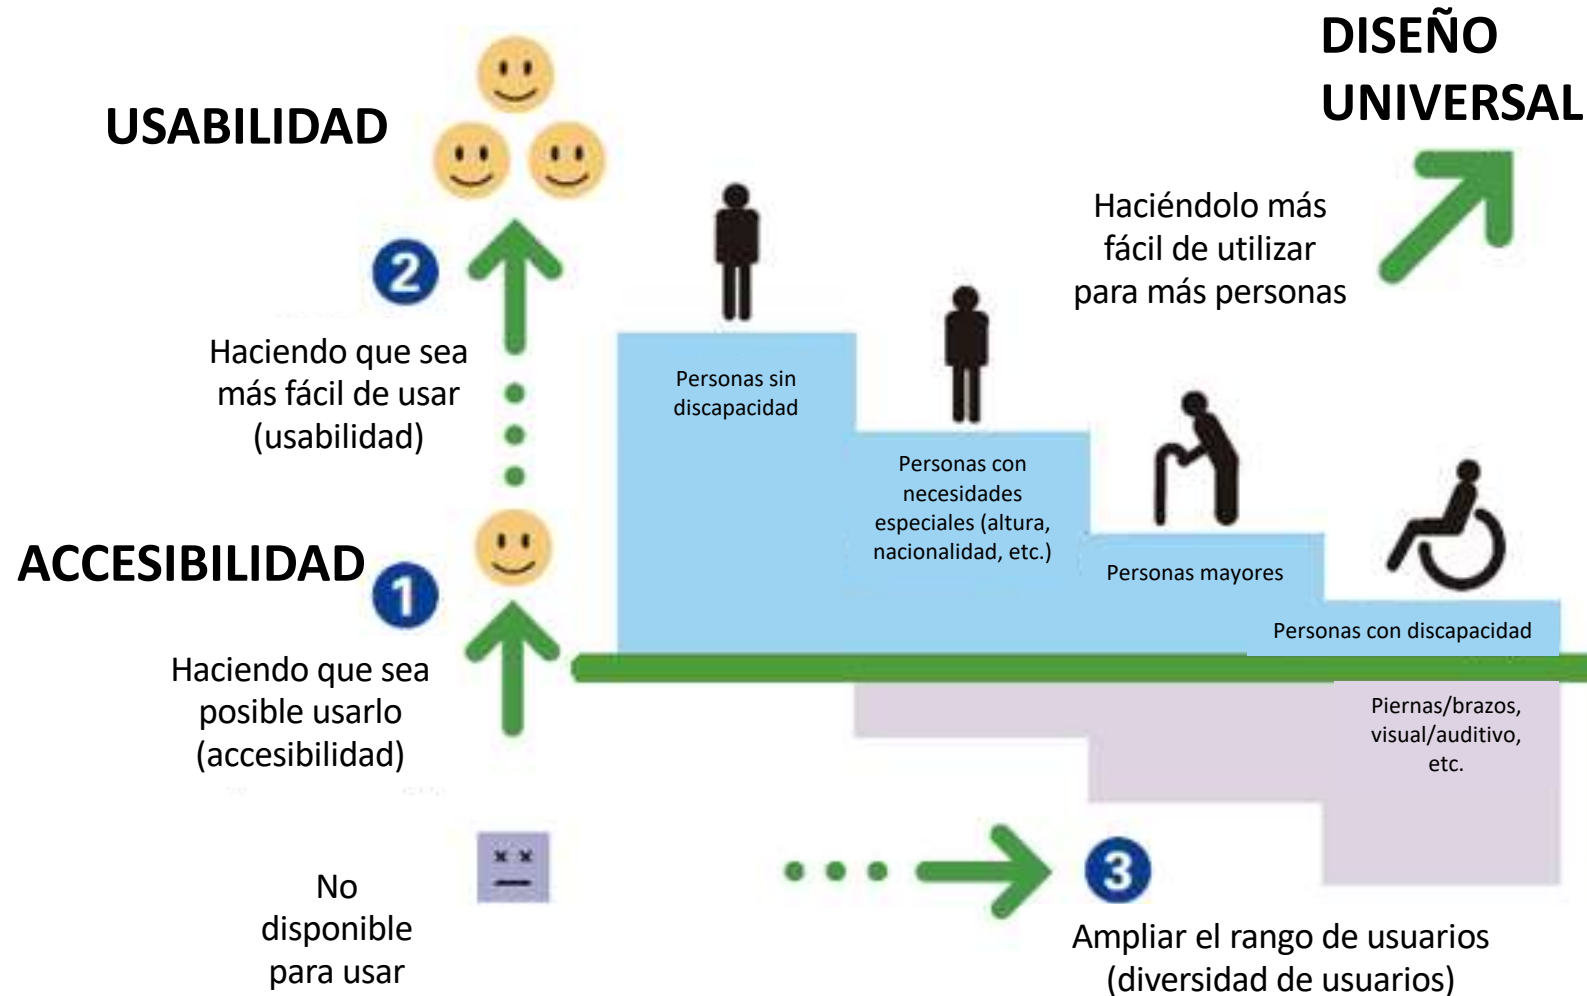 DISEÑO
UNIVERSAL
USABILIDAD
Haciéndolo más
fácil de utilizar
para más personas
2
Haciendo que sea
más fácil de usar
(usabilidad)
Personas sin
discapacidad
Personas con
necesidades
especiales (altura,
nacionalidad, etc.)
Personas mayores
Personas con discapacidad
ACCESIBILIDAD
1
Haciendo que sea
posible usarlo
(accesibilidad)
Piernas/brazos,
visual/auditivo,
etc.
No
disponible
para usar
3
Ampliar el rango de usuarios
(diversidad de usuarios)